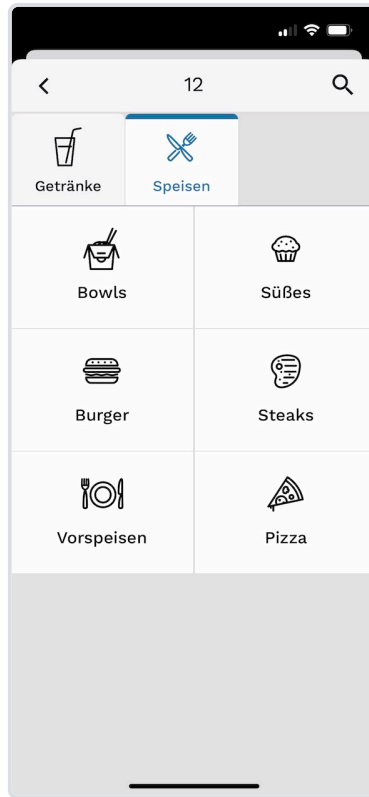 12
Getränke
Speisen
Bowls
Süßes
Burger
Steaks
Vorspeisen
Pizza